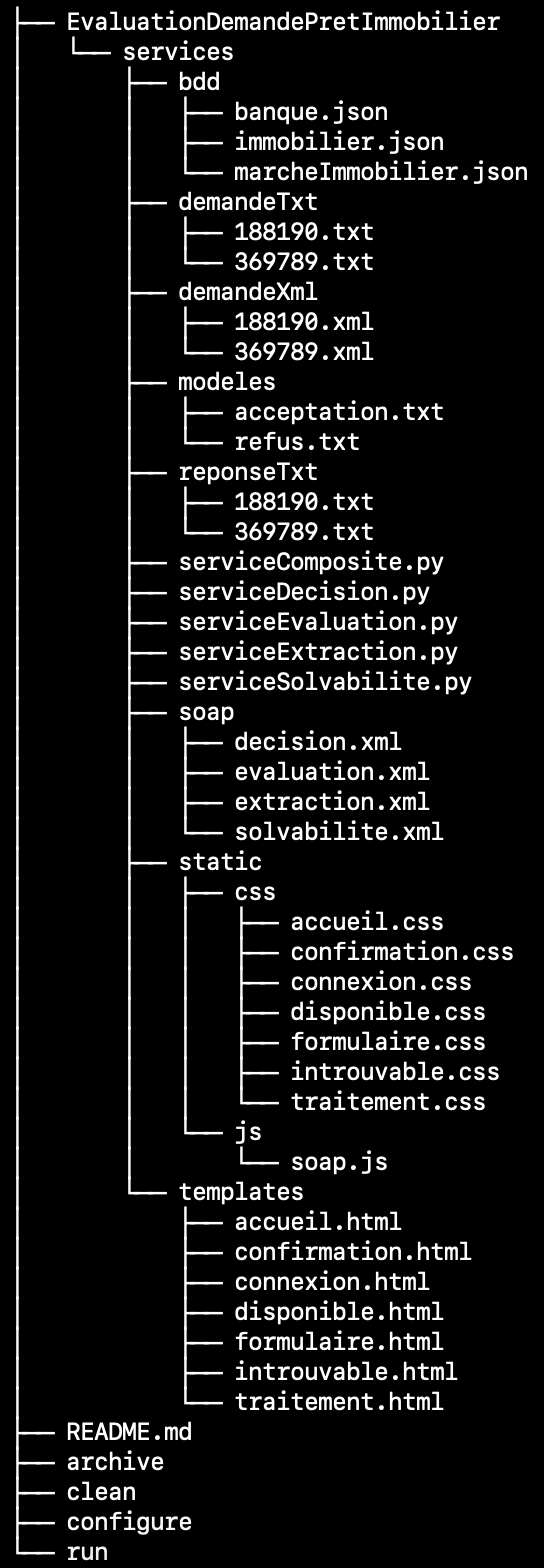 ├── EvaluationDemandePretImmobilier
│   └── services
│       ├── bdd
│       │   ├── banque.json
│       │   ├── immobilier.json
│       │   └── marcheImmobilier.json
│       ├── demandeTxt
│       │   ├── 188190.txt
│       │   └── 369789.txt
│       ├── demandeXml
│       │   ├── 188190.xml
│       │   └── 369789.xml
│       ├── modeles
│       │   ├── acceptation.txt
│       │   └── refus.txt
│       ├── reponseTxt
│       │   ├── 188190.txt
│       │   └── 369789.txt
│       ├── serviceComposite.py
│       ├── serviceDecision.py
│       ├── serviceEvaluation.py
│       ├── serviceExtraction.py
│       ├── serviceSolvabilite.py
│       ├── soap
│       │   ├── decision.xml
│       │   ├── evaluation.xml
│       │   ├── extraction.xml
│       │   └── solvabilite.xml
│       ├── static
│       │   ├── css
│       │   │   ├── accueil.css
│       │   │   ├── confirmation.css
│       │   │   ├── connexion.css
│       │   │   ├── disponible.css
│       │   │   ├── formulaire.css
│       │   │   ├── introuvable.css
│       │   │   └── traitement.css
│       │   └── js
│       │       └── soap.js
│       └── templates
│           ├── accueil.html
│           ├── confirmation.html
│           ├── connexion.html
│           ├── disponible.html
│           ├── formulaire.html
│           ├── introuvable.html
│           └── traitement.html
├── README.md
├── archive
├── clean
├── configure
└── run